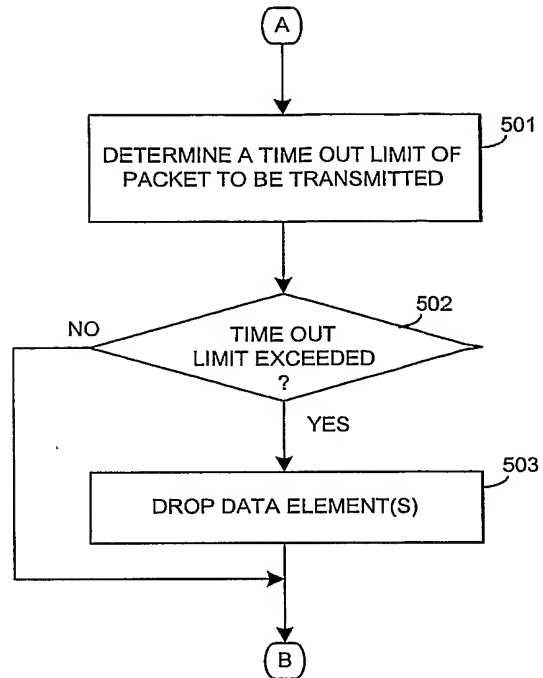 A
501
DETERMINE A TIME OUT LIMIT OF
PACKET TO BE TRANSMITTED
502
NO
TIME OUT
LIMIT EXCEEDED
?
YES
503
DROP DATA ELEMENT(S)
B